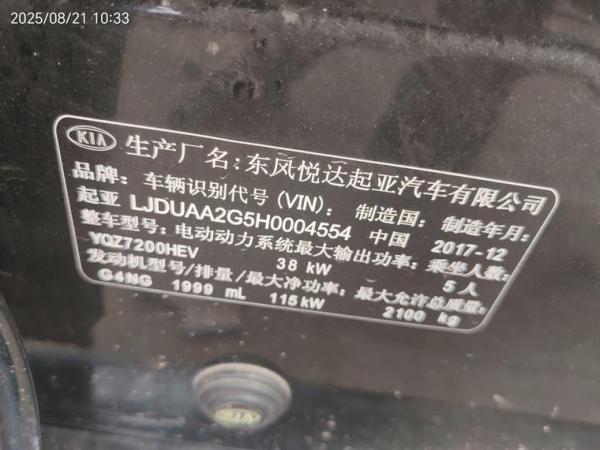 2025/08/21 10:33
KIA 生产厂名:东风悦达起亚汽车有限公司
品牌: 车辆识别代号(VIN): 制造国: 制造年月:
起亚 LJDUAA2G5H0004554 中国 2017-12
整车型号: 电动动力系统最大输出功率: 乘坐人数:
YQZ7200HEV 38 kW 5 人
发动机型号/排量/最大净功率: 最大允许总质量:
G4NG 1999 mL 115kW 2100 kg